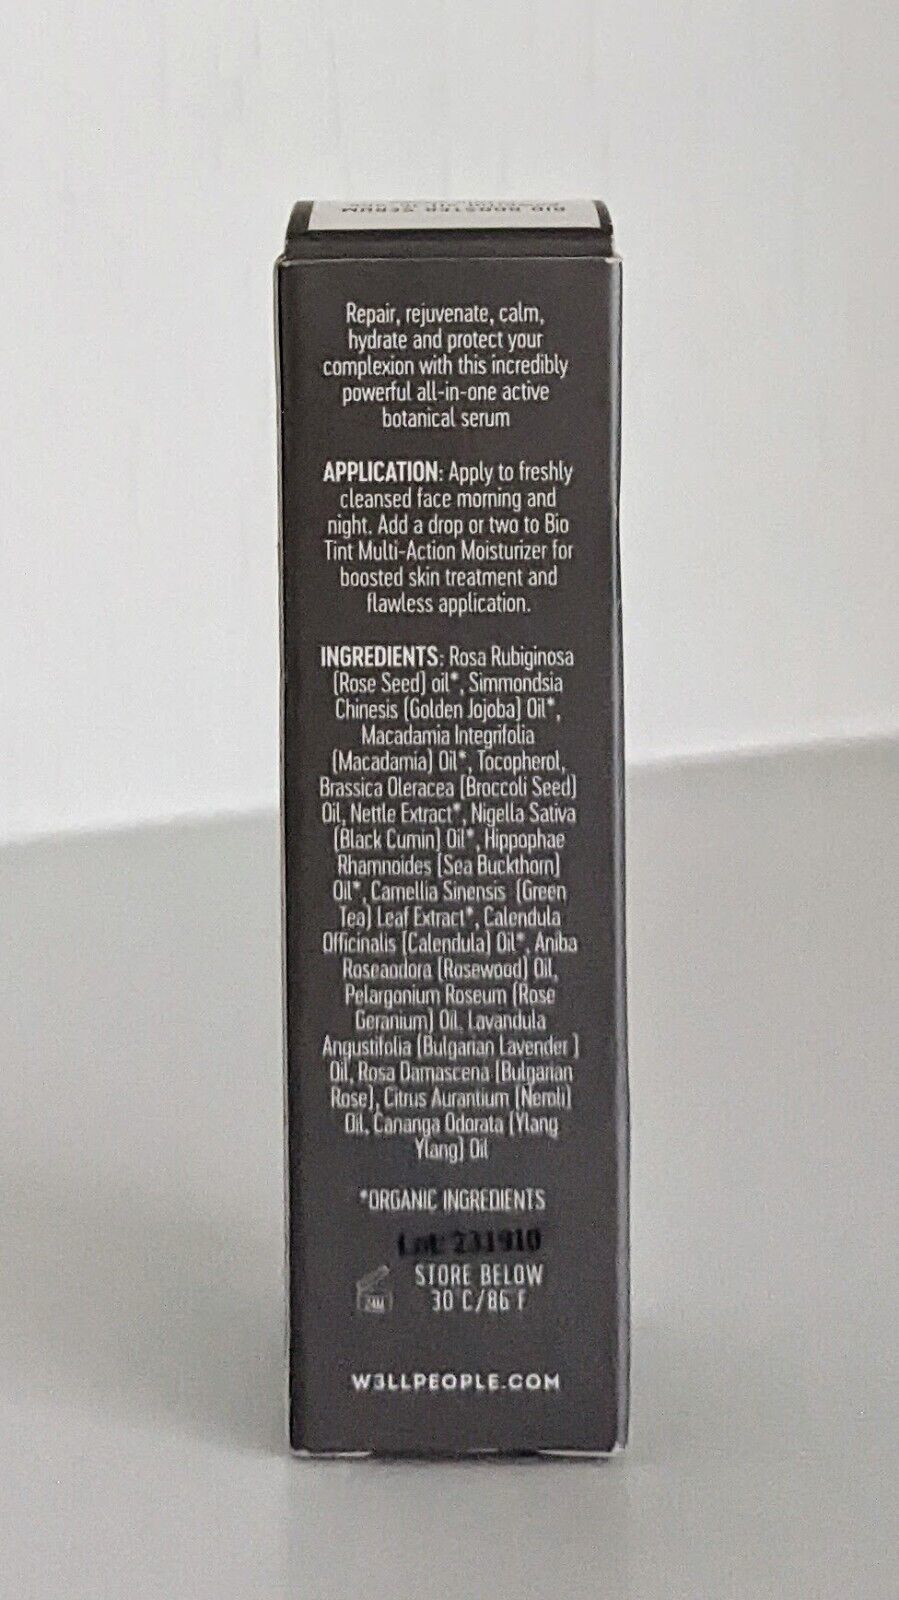 BIO BOOSTER SERUM
Repair, rejuvenate, calm,
hydrate and protect your
complexion with this incredibly
powerful all-in-one active
botanical serum
APPLICATION: Apply to freshly
cleansed face morning and
night. Add a drop or two to Bio
Tint Multi-Action Moisturizer for
boosted skin treatment and
flawless application.
INGREDIENTS: Rosa Rubiginosa
(Rose Seed) oil*, Simmondsia
Chinesis (Golden Jojoba) Oil*,
Macadamia Integrifolia
(Macadamia) Oil*, Tocopherol,
Brassica Oleracea (Broccoli Seed)
Oil, Nettle Extract*, Nigella Sativa
(Black Cumin) Oil*, Hippophae
Rhamnoides (Sea Buckthorn)
Oil*, Camellia Sinensis (Green
Tea) Leaf Extract*, Calendula
Officinalis (Calendula) Oil*, Aniba
Roseaodora (Rosewood) Oil,
Pelargonium Roseum (Rose
Geranium) Oil, Lavandula
Angustifolia (Bulgarian Lavender )
Oil, Rosa Damascena (Bulgarian
Rose), Citrus Aurantium (Neroli)
Oil, Cananga Odorata (Ylang
Ylang) Oil
*ORGANIC INGREDIENTS
Lot: 231910
STORE BELOW
24M 30 C/86 F
W3LLPEOPLE.COM